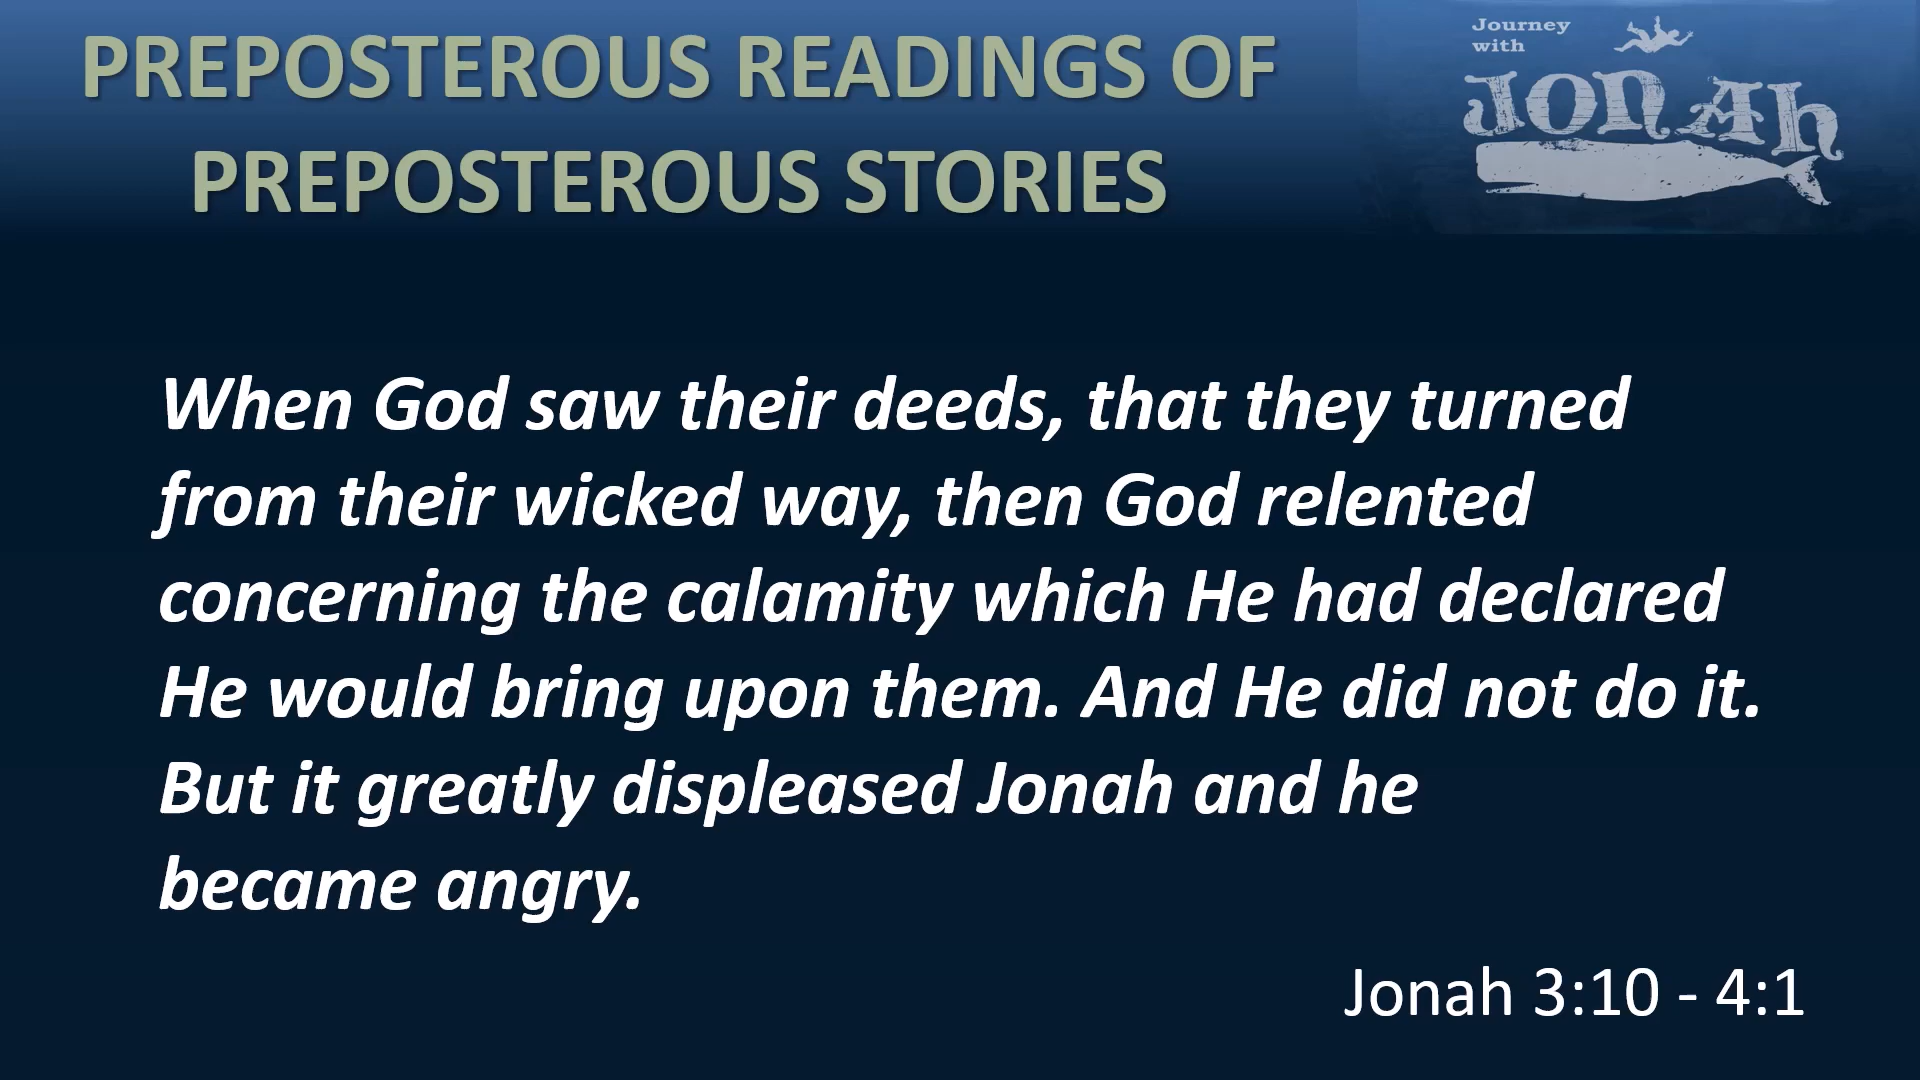 PREPOSTEROUS READINGS OF
PREPOSTEROUS STORIES
Journey
with
JONAh
When God saw their deeds, that they turned
from their wicked way, then God relented
concerning the calamity which He had declared
He would bring upon them. And He did not do it.
But it greatly displeased Jonah and he
became angry.
Jonah 3:10 - 4:1